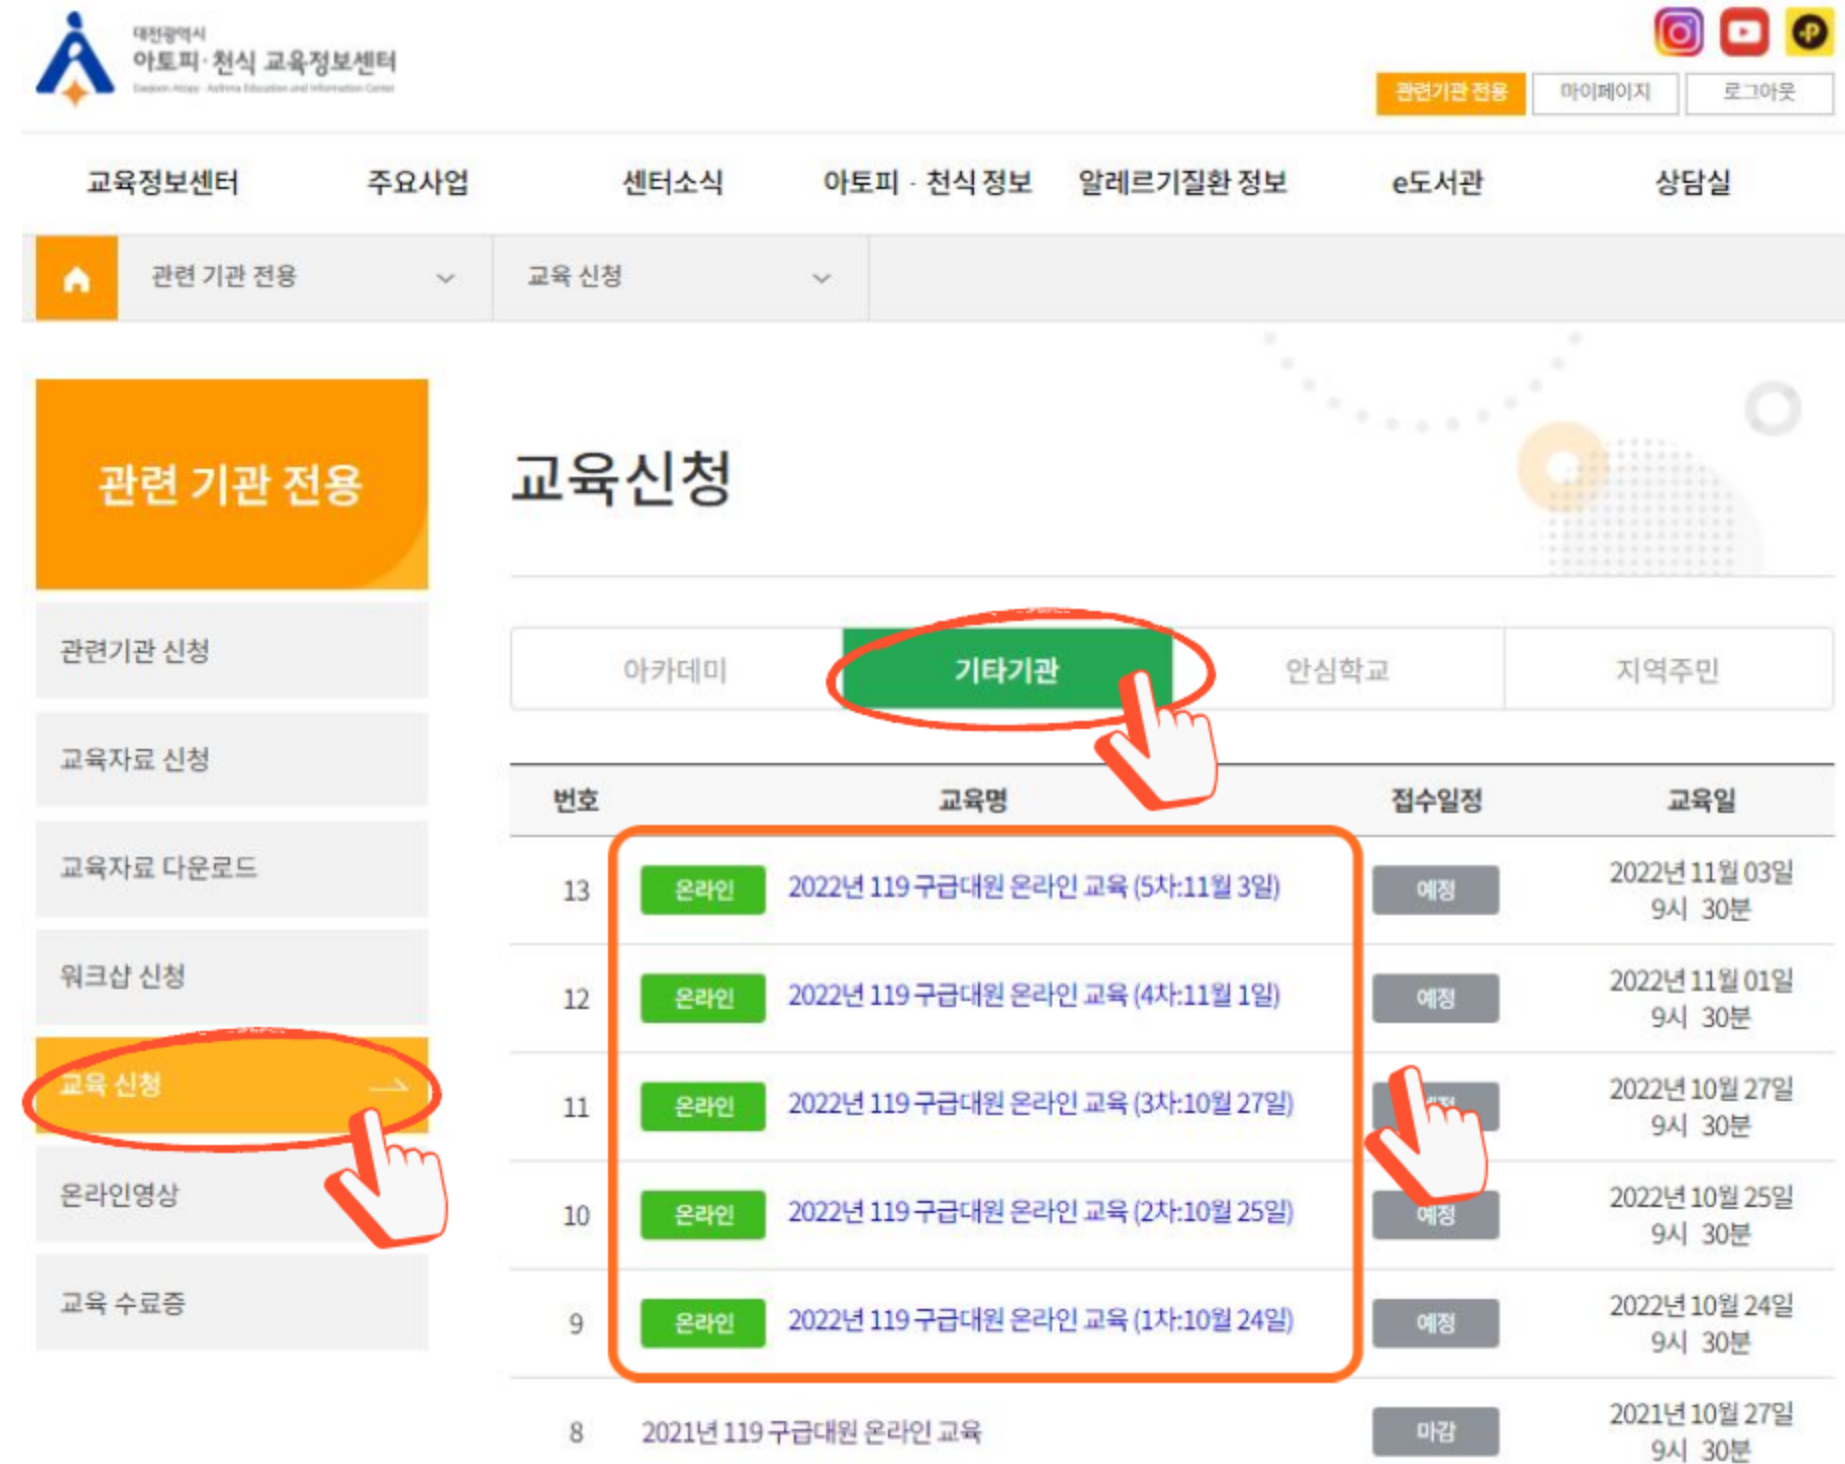 대전광역시
아토피·천식 교육정보센터
Daejeon Atopy · Asthma Education and Information Center
관련기관 전용 마이페이지 로그아웃
교육정보센터 주요사업 센터소식 아토피 · 천식 정보 알레르기질환 정보 e도서관 상담실
관련 기관 전용 교육 신청
관련 기관 전용
교육신청
관련기관 신청
교육자료 신청
교육자료 다운로드
워크샵 신청
교육 신청
온라인영상
교육 수료증
아카데미 기타기관 안심학교 지역주민
번호 교육명 접수일정 교육일
13 온라인 2022년 119 구급대원 온라인 교육 (5차:11월 3일) 예정 2022년 11월 03일
9시 30분
12 온라인 2022년 119 구급대원 온라인 교육 (4차:11월 1일) 예정 2022년 11월 01일
9시 30분
11 온라인 2022년 119 구급대원 온라인 교육 (3차:10월 27일) 2022년 10월 27일
9시 30분
10 온라인 2022년 119 구급대원 온라인 교육 (2차:10월 25일) 예정 2022년 10월 25일
9시 30분
9 온라인 2022년 119 구급대원 온라인 교육 (1차:10월 24일) 예정 2022년 10월 24일
9시 30분
8 2021년 119 구급대원 온라인 교육 마감 2021년 10월 27일
9시 30분